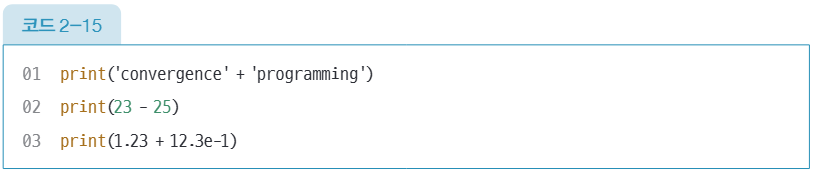 코드 2-15
01 print('convergence' + 'programming')
02 print(23 - 25)
03 print(1.23 + 12.3e-1)